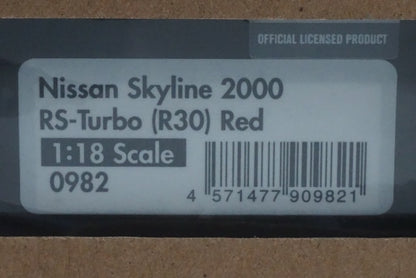 OFFICIAL LICENSED PRODUCT
Nissan Skyline 2000
RS-Turbo (R30) Red
1:18 Scale
0982
4 571477 909821